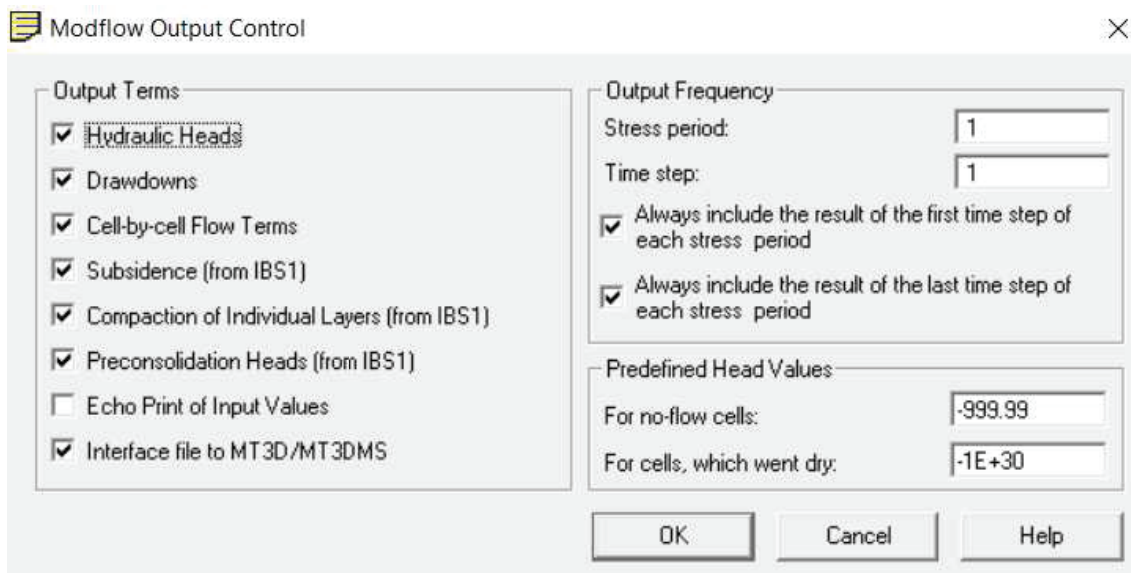 Modflow Output Control
Output Terms
Hydraulic Heads
Drawdowns
Cell-by-cell Flow Terms
Subsidence (from IBS1)
Compaction of Individual Layers (from IBS1)
Preconsolidation Heads (from IBS1)
Echo Print of Input Values
Interface file to MT3D/MT3DMS
Output Frequency
Stress period: 1
Time step: 1
Always include the result of the first time step of
each stress period
Always include the result of the last time step of
each stress period
Predefined Head Values
For no-flow cells: -999.99
For cells, which went dry: -1E+30
OK Cancel Help